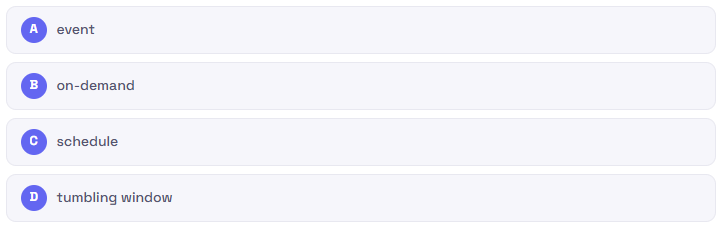 A event
B on-demand
C schedule
D tumbling window